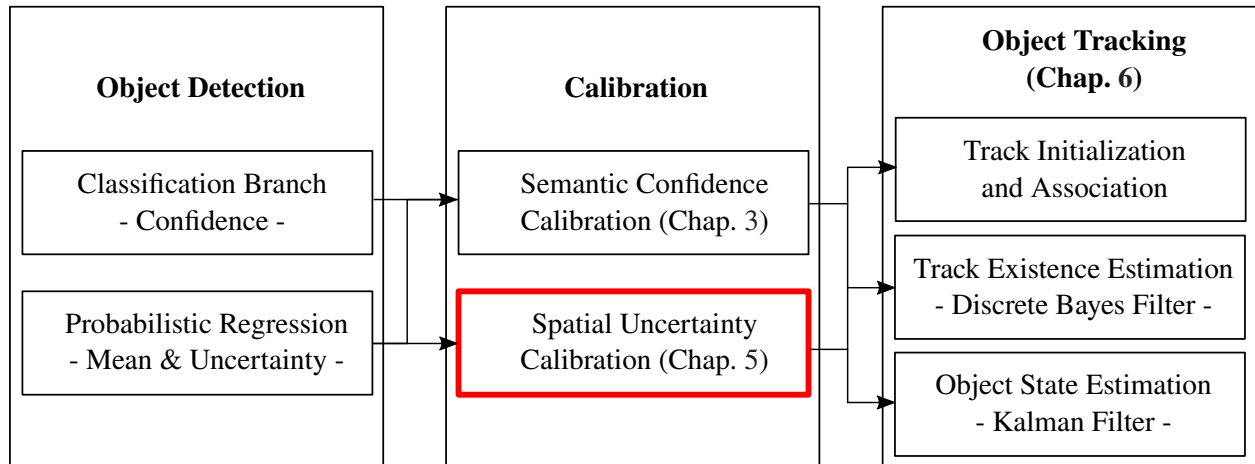 Object Detection
Classification Branch
- Confidence -
Probabilistic Regression
- Mean & Uncertainty -
Calibration
Semantic Confidence
Calibration (Chap. 3)
Spatial Uncertainty
Calibration (Chap. 5)
Object Tracking
(Chap. 6)
Track Initialization
and Association
Track Existence Estimation
- Discrete Bayes Filter -
Object State Estimation
- Kalman Filter -